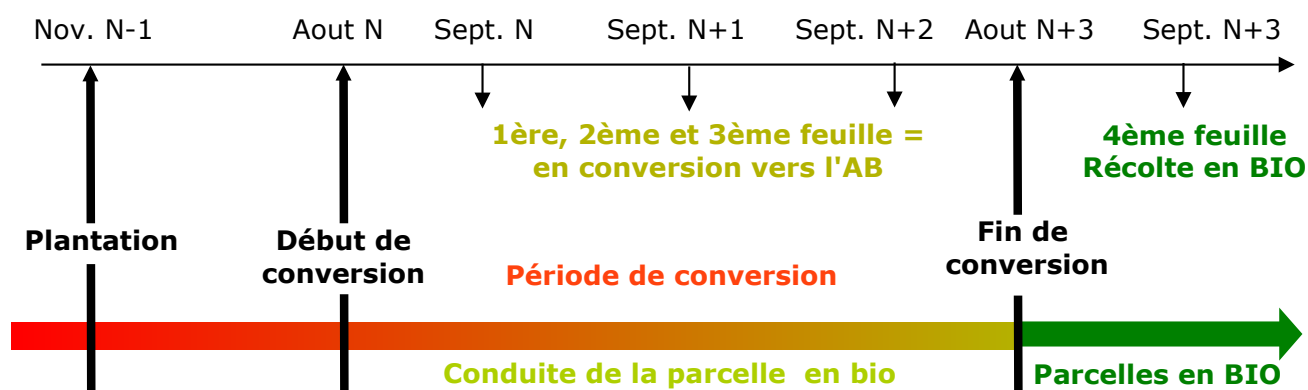 Nov. N-1 Aout N Sept. N Sept. N+1 Sept. N+2 Aout N+3 Sept. N+3
1ère, 2ème et 3ème feuille =
en conversion vers l'AB
4ème feuille
Récolte en BIO
Plantation
Début de
conversion
Période de conversion
Fin de
conversion
Conduite de la parcelle en bio
Parcelles en BIO